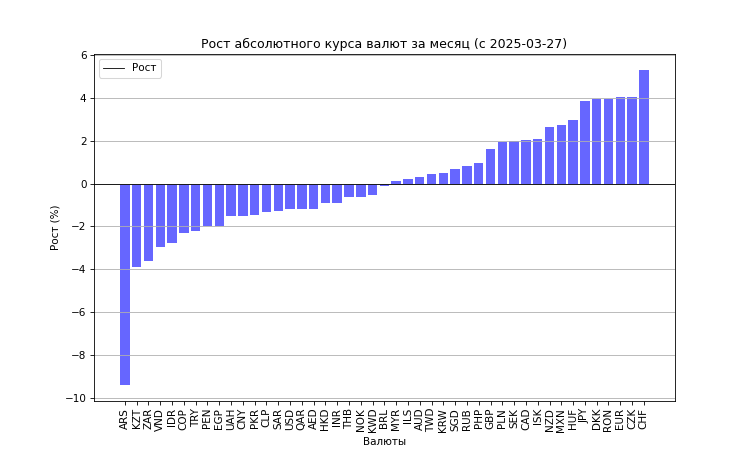 Рост абсолютного курса валют за месяц (с 2025-03-27)
Рост
6
4
2
0
−2
−4
−6
−8
−10
Рост (%)
ARS KZT ZAR VND IDR COP TRY PEN EGP UAH CNY PKR CLP SAR USD QAR AED HKD INR THB NOK KWD BRL MYR ILS AUD TWD KRW SGD RUB PHP GBP PLN SEK CAD ISK NZD MXN HUF JPY DKK RON EUR CZK CHF
Валюты